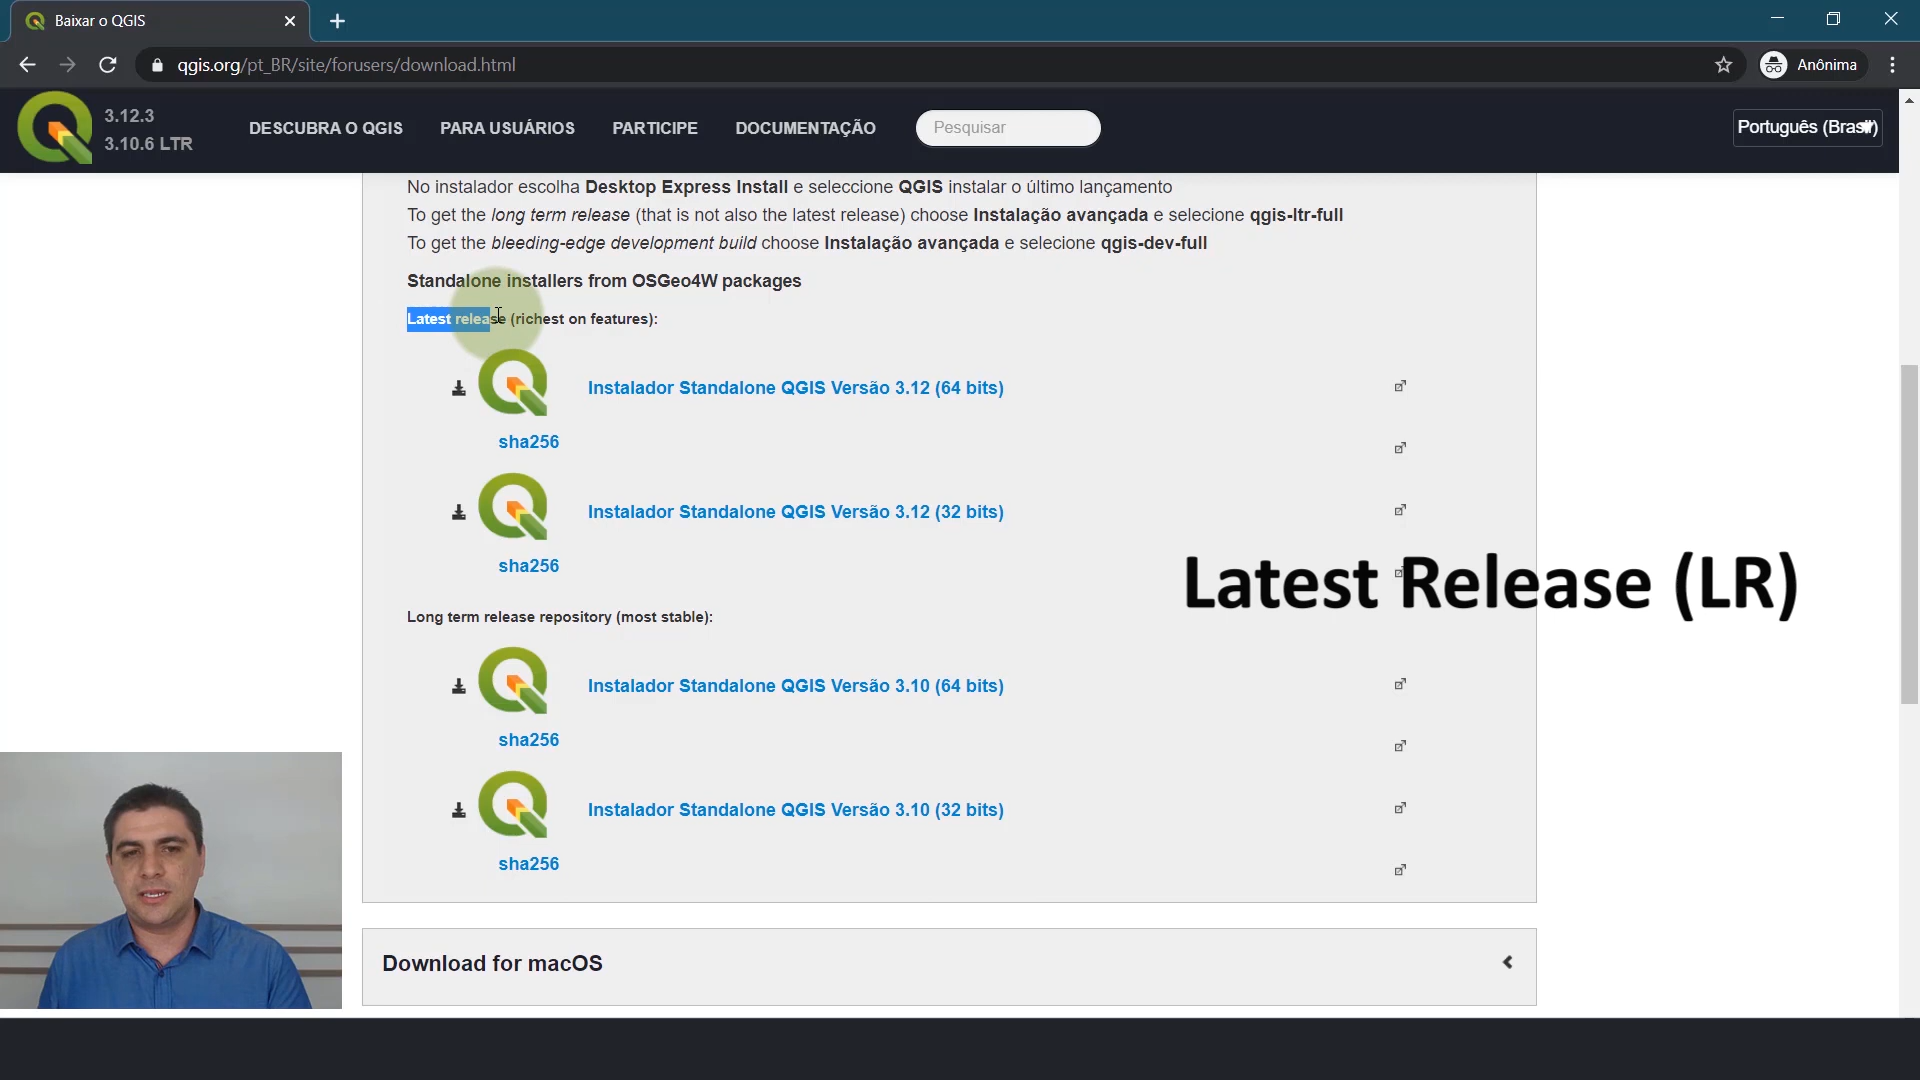 Baixar o QGIS
qgis.org/pt_BR/site/forusers/download.html
Anônima
3.12.3
3.10.6 LTR
DESCUBRA O QGIS
PARA USUÁRIOS
PARTICIPE
DOCUMENTAÇÃO
Pesquisar
Português (Brasil)
No instalador escolha Desktop Express Install e seleccione QGIS instalar o último lançamento
To get the long term release (that is not also the latest release) choose Instalação avançada e selecione qgis-ltr-full
To get the bleeding-edge development build choose Instalação avançada e selecione qgis-dev-full
Standalone installers from OSGeo4W packages
Latest release (richest on features):
Instalador Standalone QGIS Versão 3.12 (64 bits)
sha256
Instalador Standalone QGIS Versão 3.12 (32 bits)
sha256
Latest Release (LR)
Long term release repository (most stable):
Instalador Standalone QGIS Versão 3.10 (64 bits)
sha256
Instalador Standalone QGIS Versão 3.10 (32 bits)
sha256
Download for macOS